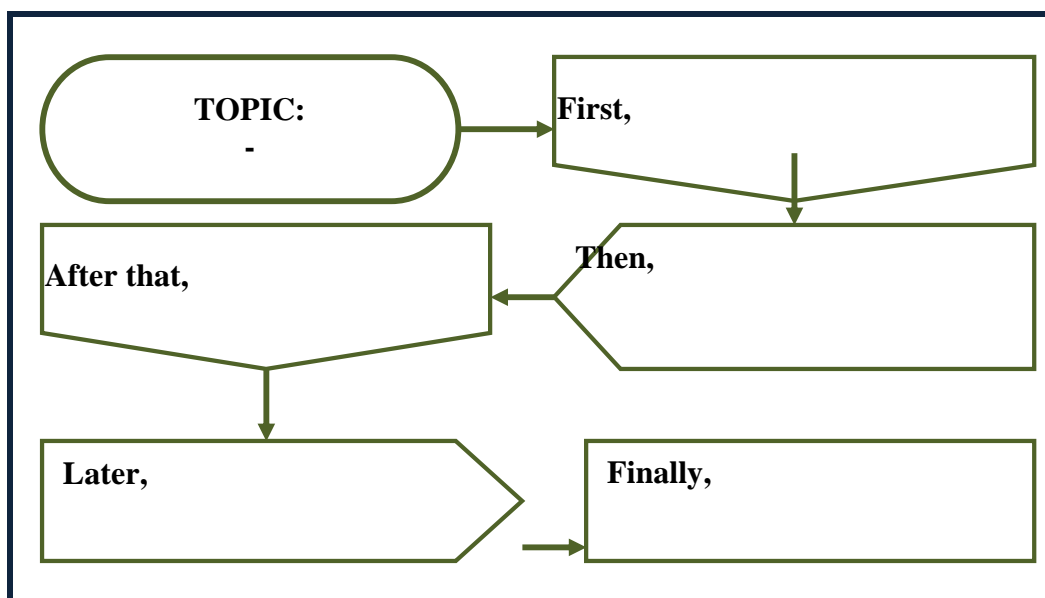 TOPIC:
-
First,
Then,
After that,
Later,
Finally,